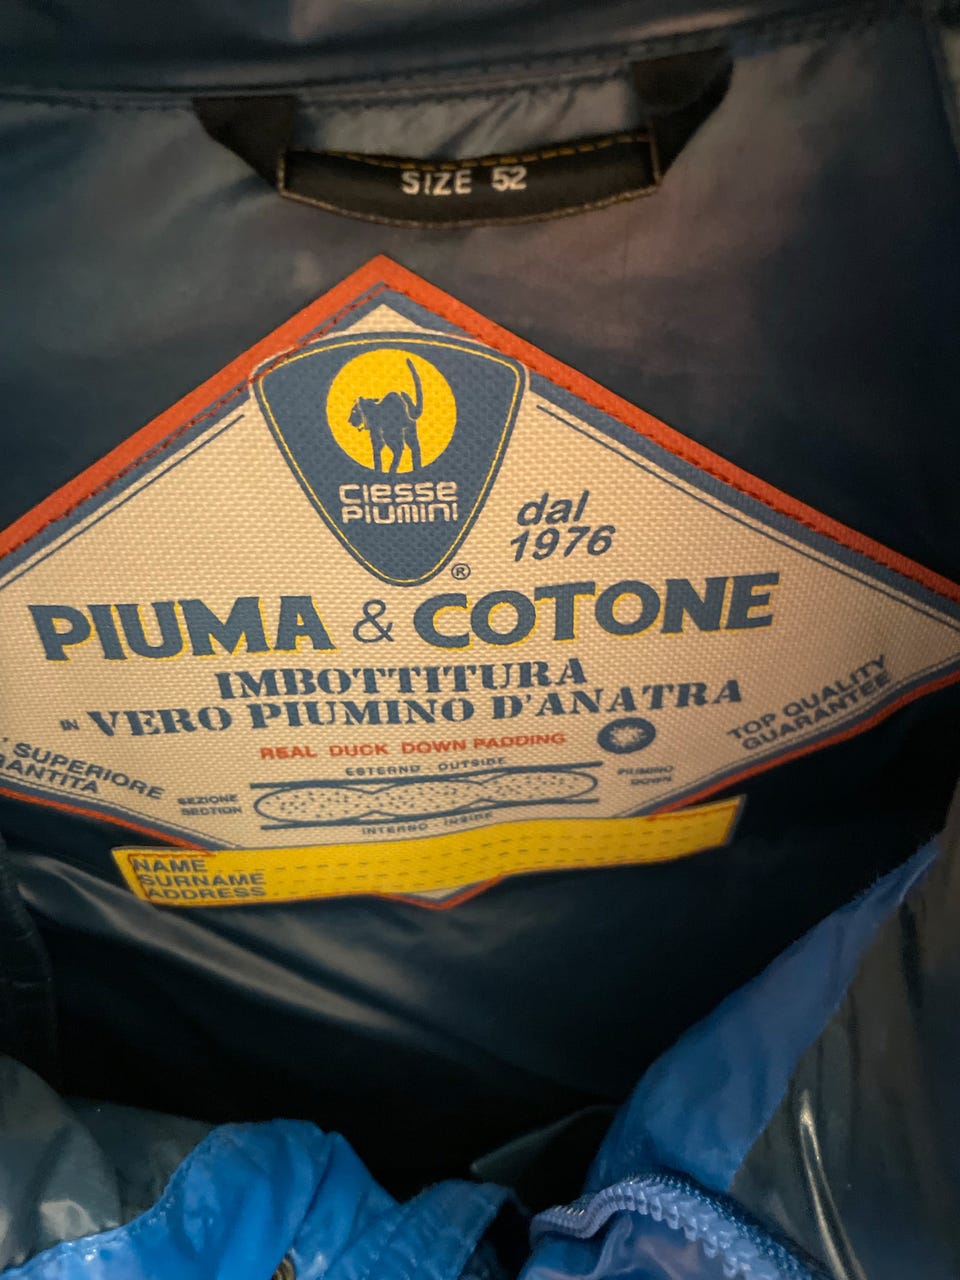 SIZE 52
CIESSE
PIUMINI
®
dal
1976
PIUMA & COTONE
IMBOTTITURA
IN VERO PIUMINO D'ANATRA
REAL DUCK DOWN PADDING
TOP QUALITY
GUARANTEE
SUPERIORE
ESTERNO - OUTSIDE
SEZIONE
SECTION
PIUMINO
DOWN
INTERNO - INSIDE
NAME
SURNAME
ADDRESS